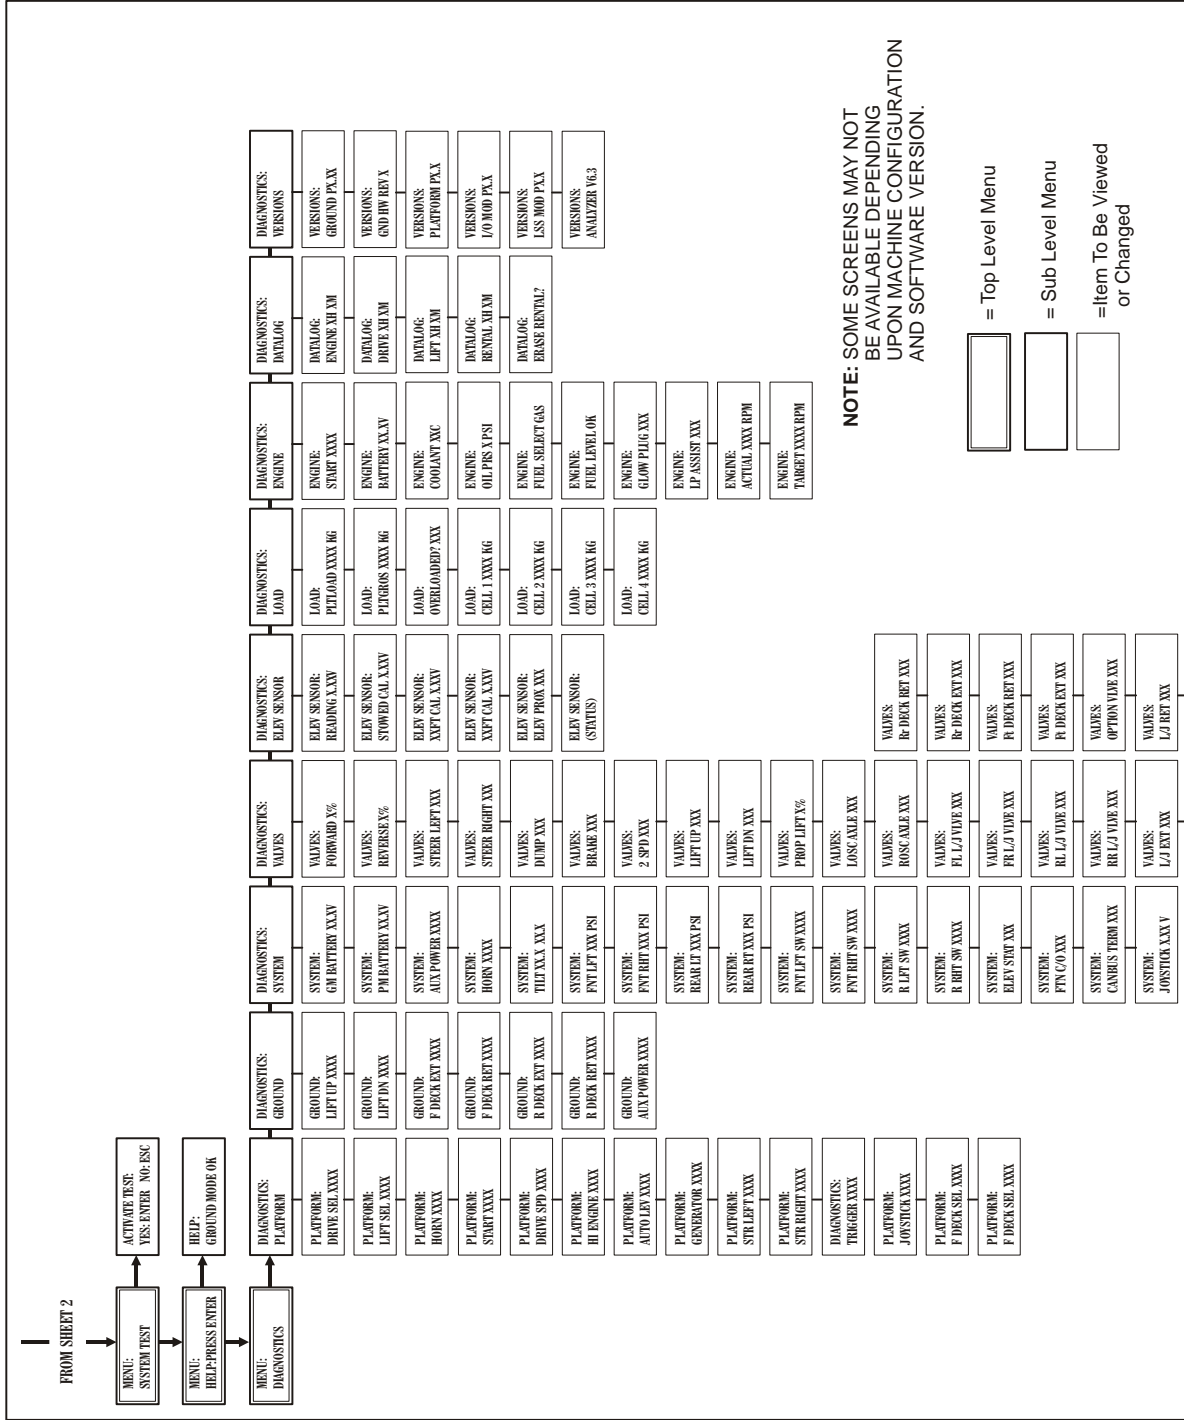 FROM SHEET 2
MENU:
SYSTEM TEST
ACTIVATE TEST:
YES: ENTER   NO: ESC
MENU:
HELP:PRESS ENTER
HELP:
GROUND MODE OK
MENU:
DIAGNOSTICS
DIAGNOSTICS:
PLATFORM
PLATFORM:
DRIVE SEL XXXX
PLATFORM:
LIFT SEL XXXX
PLATFORM:
HORN XXXX
PLATFORM:
START XXXX
PLATFORM:
DRIVE SPD XXXX
PLATFORM:
HI ENGINE XXXX
PLATFORM:
AUTO LEV XXXX
PLATFORM:
GENERATOR XXXX
PLATFORM:
STR LEFT XXXX
PLATFORM:
STR RIGHT XXXX
DIAGNOSTICS:
TRIGGER XXXX
PLATFORM:
JOYSTICK XXXX
PLATFORM:
F DECK SEL XXXX
PLATFORM:
F DECK SEL XXXX
DIAGNOSTICS:
GROUND
GROUND:
LIFT UP XXXX
GROUND:
LIFT DN XXXX
GROUND:
F DECK EXT XXXX
GROUND:
F DECK RET XXXX
GROUND:
R DECK EXT XXXX
GROUND:
R DECK RET XXXX
GROUND:
AUX POWER XXXX
DIAGNOSTICS:
SYSTEM
SYSTEM:
GM BATTERY XX.XV
SYSTEM:
PM BATTERY XX.XV
SYSTEM:
AUX POWER XXXX
SYSTEM:
HORN XXXX
SYSTEM:
TILT XX.X  XX.X
SYSTEM:
FNT LFT XXX PSI
SYSTEM:
FNT RHT XXX PSI
SYSTEM:
REAR LT XXX PSI
SYSTEM:
REAR RT XXX PSI
SYSTEM:
FNT LFT SW XXXX
SYSTEM:
FNT RHT SW XXXX
SYSTEM:
R LFT SW XXXX
SYSTEM:
R RHT SW XXXX
SYSTEM:
ELEV STAT XXX
SYSTEM:
FTN C/O XXX
SYSTEM:
CANBUS TERM XXX
SYSTEM:
JOYSTICK X.XX V
DIAGNOSTICS:
VALVES
VALVES:
FORWARD X%
VALVES:
REVERSE X%
VALVES:
STEER LEFT XXX
VALVES:
STEER RIGHT XXX
VALVES:
DUMP XXX
VALVES:
BRAKE XXX
VALVES:
2 SPD XXX
VALVES:
LIFT UP XXX
VALVES:
LIFT DN XXX
VALVES:
PROP LIFT X%
VALVES:
LOSC AXLE XXX
VALVES:
ROSC AXLE XXX
VALVES:
FL L/J VLVE XXX
VALVES:
FR L/J VLVE XXX
VALVES:
RL L/J VLVE XXX
VALVES:
RR L/J VLVE XXX
VALVES:
L/J EXT XXX
VALVES:
Rr DECK RET XXX
VALVES:
Rr DECK EXT XXX
VALVES:
Ft DECK RET XXX
VALVES:
Ft DECK EXT XXX
VALVES:
OPTION VLVE XXX
VALVES:
L/J RET XXX
DIAGNOSTICS:
ELEV SENSOR
ELEV SENSOR:
READING X.XXV
ELEV SENSOR:
STOWED CAL X.XXV
ELEV SENSOR:
XXFT CAL X.XXV
ELEV SENSOR:
XXFT CAL X.XXV
ELEV SENSOR:
ELEV PROX XXX
ELEV SENSOR:
(STATUS)
DIAGNOSTICS:
LOAD
LOAD:
PLTLOAD XXXX KG
LOAD:
PLTGROS XXXX KG
LOAD:
OVERLOADED? XXX
LOAD:
CELL 1 XXXX KG
LOAD:
CELL 2 XXXX KG
LOAD:
CELL 3 XXXX KG
LOAD:
CELL 4 XXXX KG
DIAGNOSTICS:
ENGINE
ENGINE:
START XXXX
ENGINE:
BATTERY XX.XV
ENGINE:
COOLANT XXC
ENGINE:
OIL PRS X PSI
ENGINE:
FUEL SELECT GAS
ENGINE:
FUEL LEVEL OK
ENGINE:
GLOW PLUG XXX
ENGINE:
LP ASSIST XXX
ENGINE:
ACTUAL XXXX RPM
ENGINE:
TARGET XXXX RPM
DIAGNOSTICS:
DATALOG
DATALOG:
ENGINE XH XM
DATALOG:
DRIVE XH XM
DATALOG:
LIFT XH XM
DATALOG:
RENTAL XH XM
DATALOG:
ERASE RENTAL?
DIAGNOSTICS:
VERSIONS
VERSIONS:
GROUND PX.XX
VERSIONS:
GND HW REV X
VERSIONS:
PLATFORM PX.X
VERSIONS:
I/O MOD PX.X
VERSIONS:
LSS MOD PX.X
VERSIONS:
ANALYZER V6.3
NOTE: SOME SCREENS MAY NOT
BE AVAILABLE DEPENDING
UPON MACHINE CONFIGURATION
AND SOFTWARE VERSION.
= Top Level Menu
= Sub Level Menu
=Item To Be Viewed
or Changed